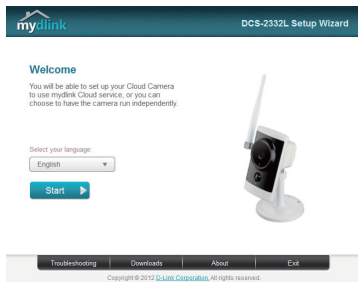 mydlink
DCS-2332L Setup Wizard
Welcome
You will be able to set up your Cloud Camera
to use mydlink Cloud service, or you can
choose to have the camera run independently.
Select your language:
English
Start
Troubleshooting
Downloads
About
Exit
Copyright © 2012 D-Link Corporation. All rights reserved.